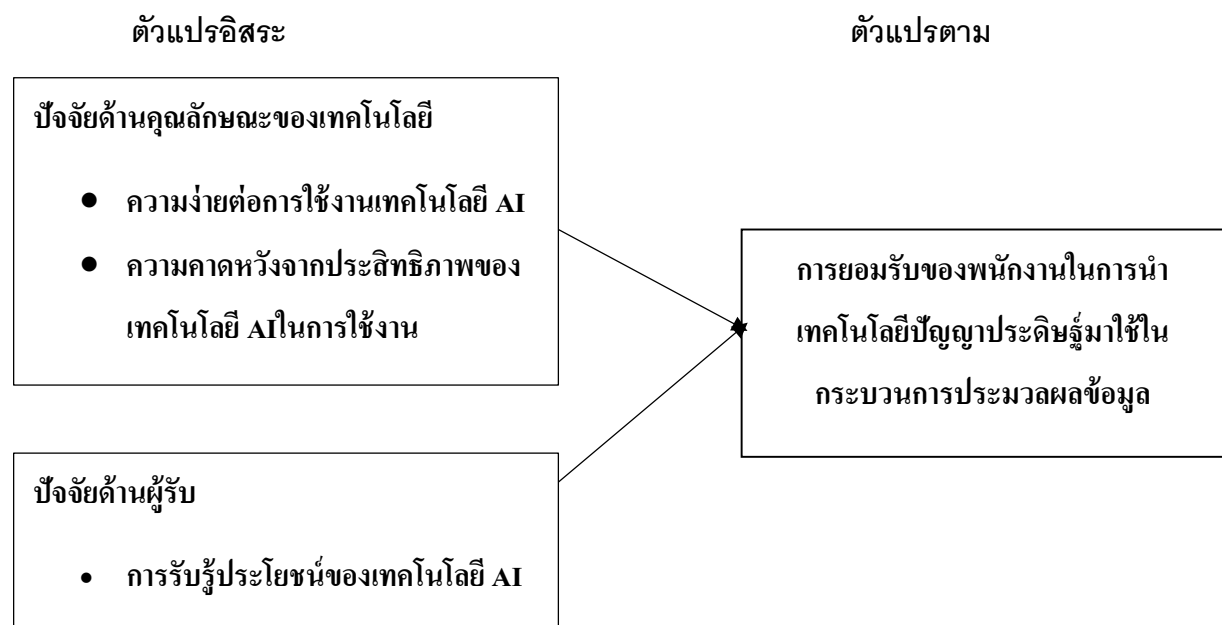 ตัวแปรอิสระ
ตัวแปรตาม
ปัจจัยด้านคุณลักษณะของเทคโนโลยี
● ความง่ายต่อการใช้งานเทคโนโลยี AI
● ความคาดหวังจากประสิทธิภาพของ
เทคโนโลยี AIในการใช้งาน
ปัจจัยด้านผู้รับ
• การรับรู้ประโยชน์ของเทคโนโลยี AI
การยอมรับของพนักงานในการนำ
เทคโนโลยีปัญญาประดิษฐ์มาใช้ใน
กระบวนการประมวลผลข้อมูล